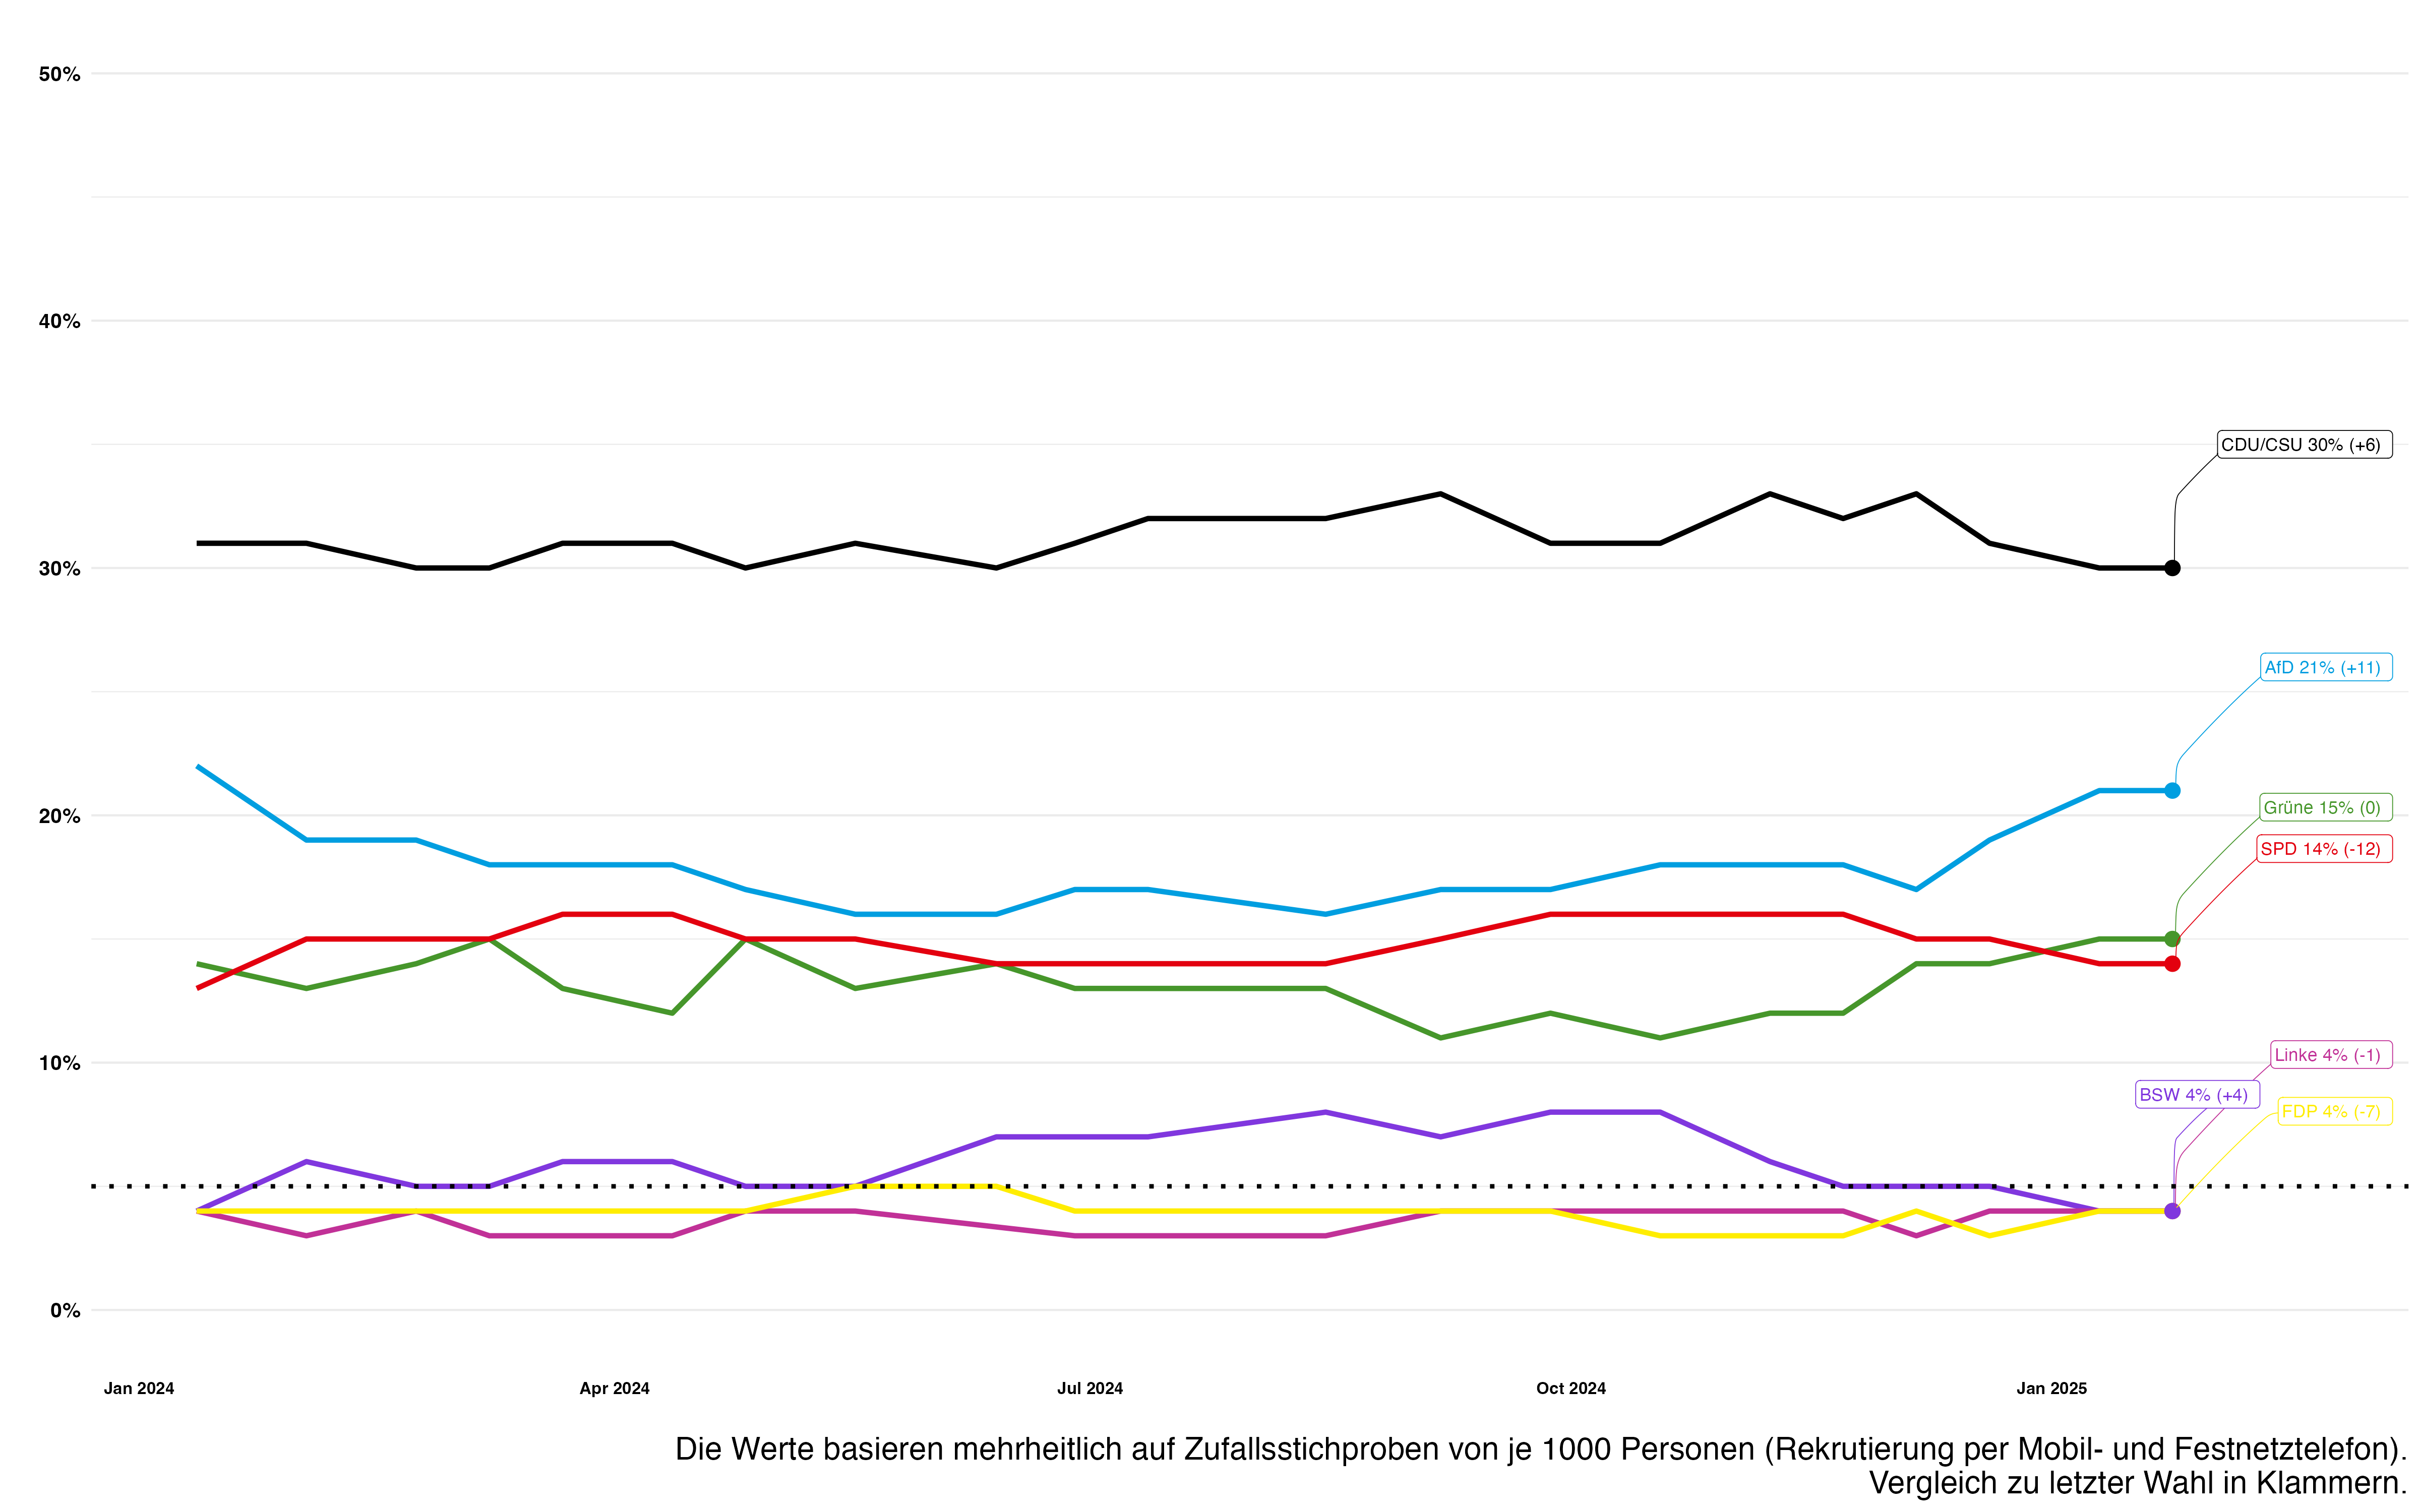 50%
40%
CDU/CSU 30% (+6)
30%
AfD 21% (+11)
Grüne 15% (0)
20%
SPD 14% (-12)
Linke 4% (-1)
10%
BSW 4% (+4)
FDP 4% (-7)
0%
Jan 2024 Apr 2024 Jul 2024 Oct 2024 Jan 2025
Die Werte basieren mehrheitlich auf Zufallsstichproben von je 1000 Personen (Rekrutierung per Mobil- und Festnetztelefon).
Vergleich zu letzter Wahl in Klammern.